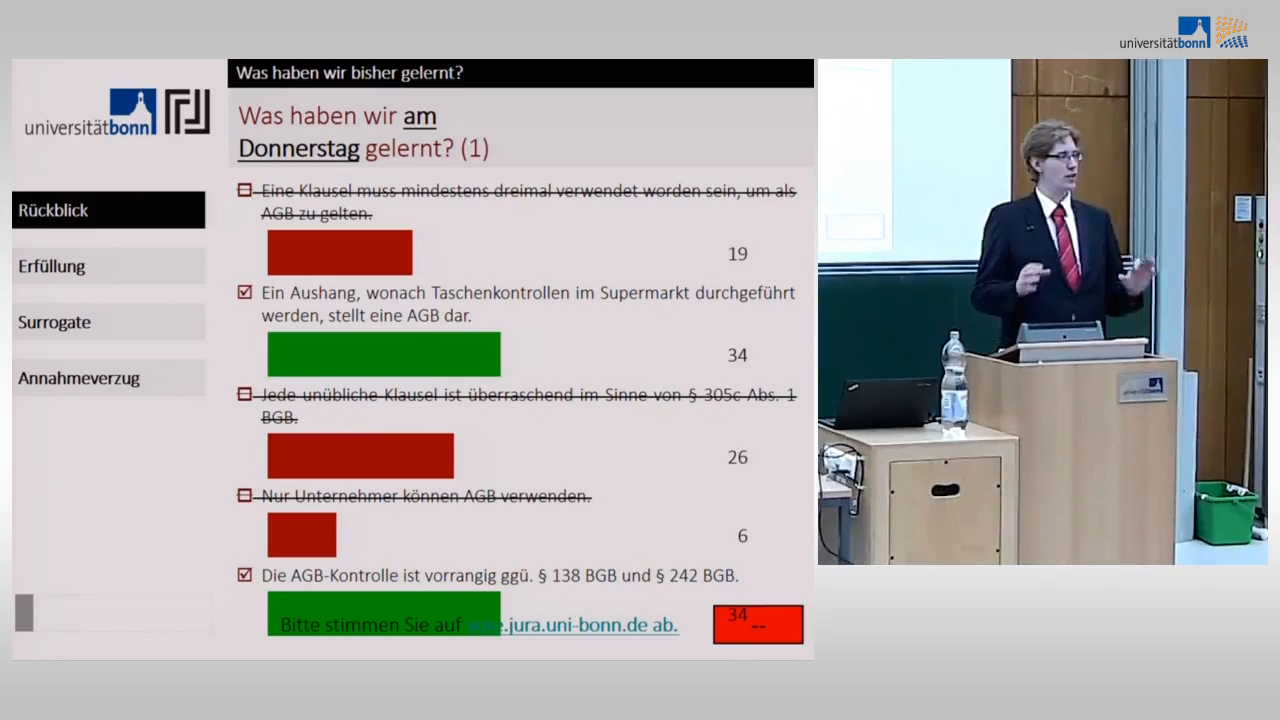 universitätbonn
Was haben wir bisher gelernt?
universitätbonn
Was haben wir am
Donnerstag gelernt? (1)
Eine Klausel muss mindestens dreimal verwendet worden sein, um als
AGB zu gelten.
Rückblick
19
Erfüllung
Ein Aushang, wonach Taschenkontrollen im Supermarkt durchgeführt
werden, stellt eine AGB dar.
Surrogate
34
Annahmeverzug
Jede unübliche Klausel ist überraschend im Sinne von § 305c Abs. 1
BGB.
26
Nur Unternehmer können AGB verwenden.
6
Die AGB-Kontrolle ist vorrangig ggü. § 138 BGB und § 242 BGB.
34
Bitte stimmen Sie auf vote.jura.uni-bonn.de ab.
--